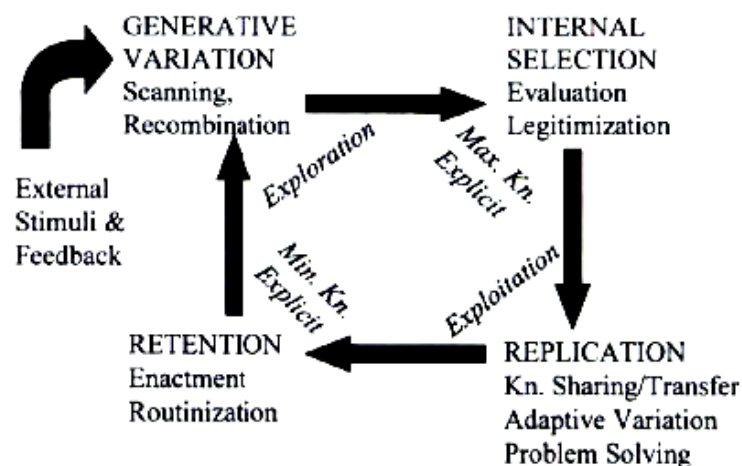 GENERATIVE
VARIATION
Scanning,
Recombination
INTERNAL
SELECTION
Evaluation
Legitimization
External
Stimuli &
Feedback
Exploration
Max. Kn.
Explicit
Min. Kn.
Explicit
Exploitation
RETENTION
Enactment
Routinization
REPLICATION
Kn. Sharing/Transfer
Adaptive Variation
Problem Solving